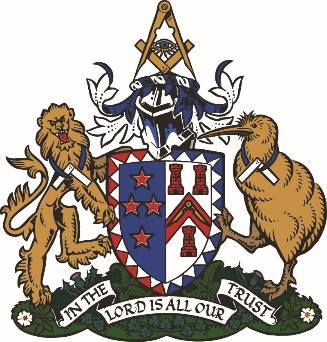 IN THE LORD IS ALL OUR TRUST